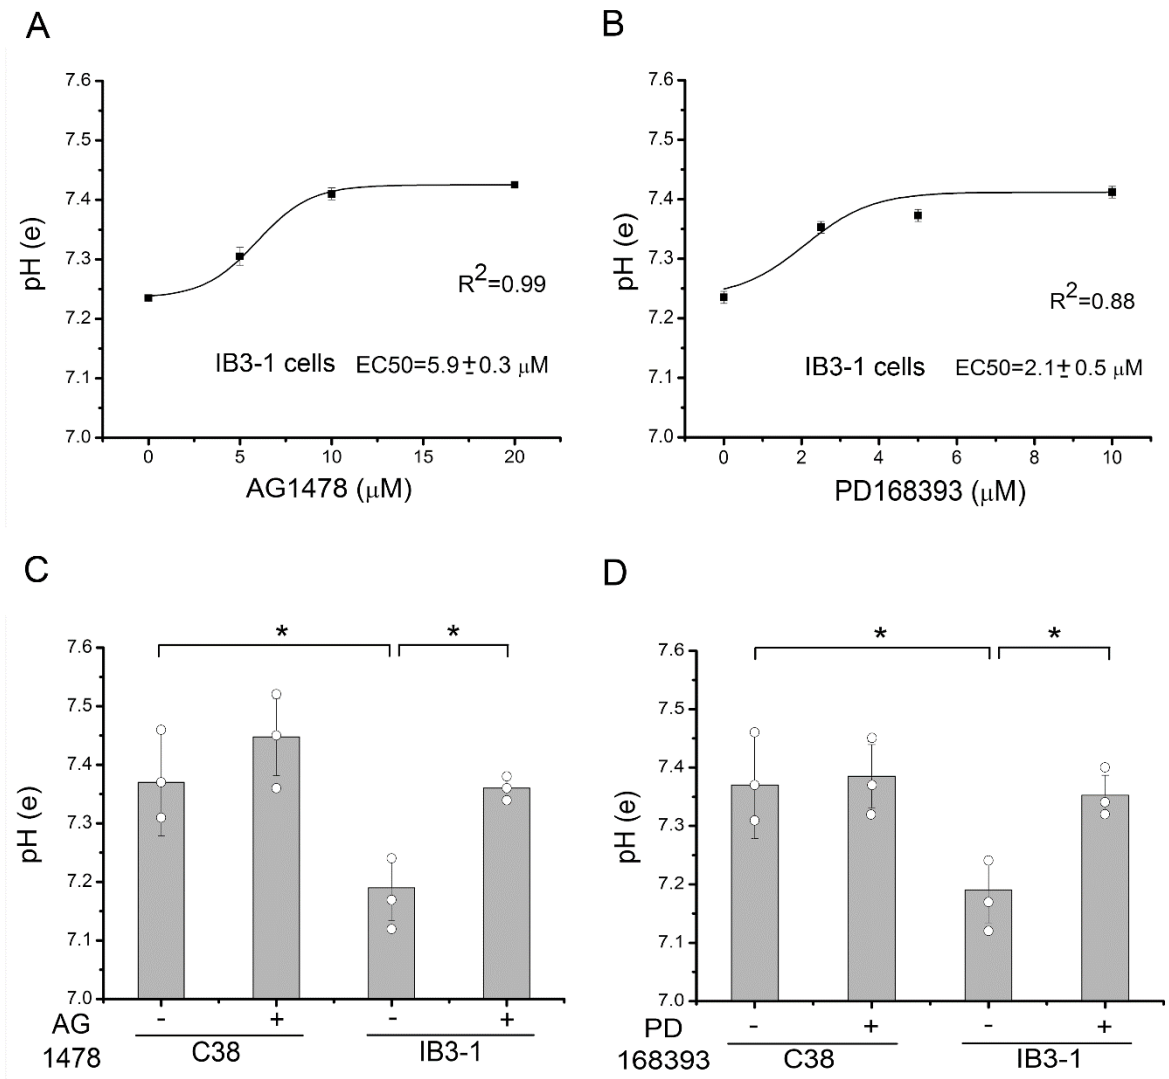 A
7.6
7.5
7.4
7.3
7.2
7.1
7.0
pH (e)
R²=0.99
IB3-1 cells EC50=5.9±0.3 μM
0 5 10 15 20
AG1478 (μM)
B
7.6
7.5
7.4
7.3
7.2
7.1
7.0
pH (e)
R²=0.88
IB3-1 cells EC50=2.1±0.5 μM
0 2 4 6 8 10
PD168393 (μM)
C
7.6
7.5
7.4
7.3
7.2
7.1
7.0
pH (e)
* *
AG - + - +
1478 C38 IB3-1
D
7.6
7.5
7.4
7.3
7.2
7.1
7.0
pH (e)
* *
PD - + - +
168393 C38 IB3-1